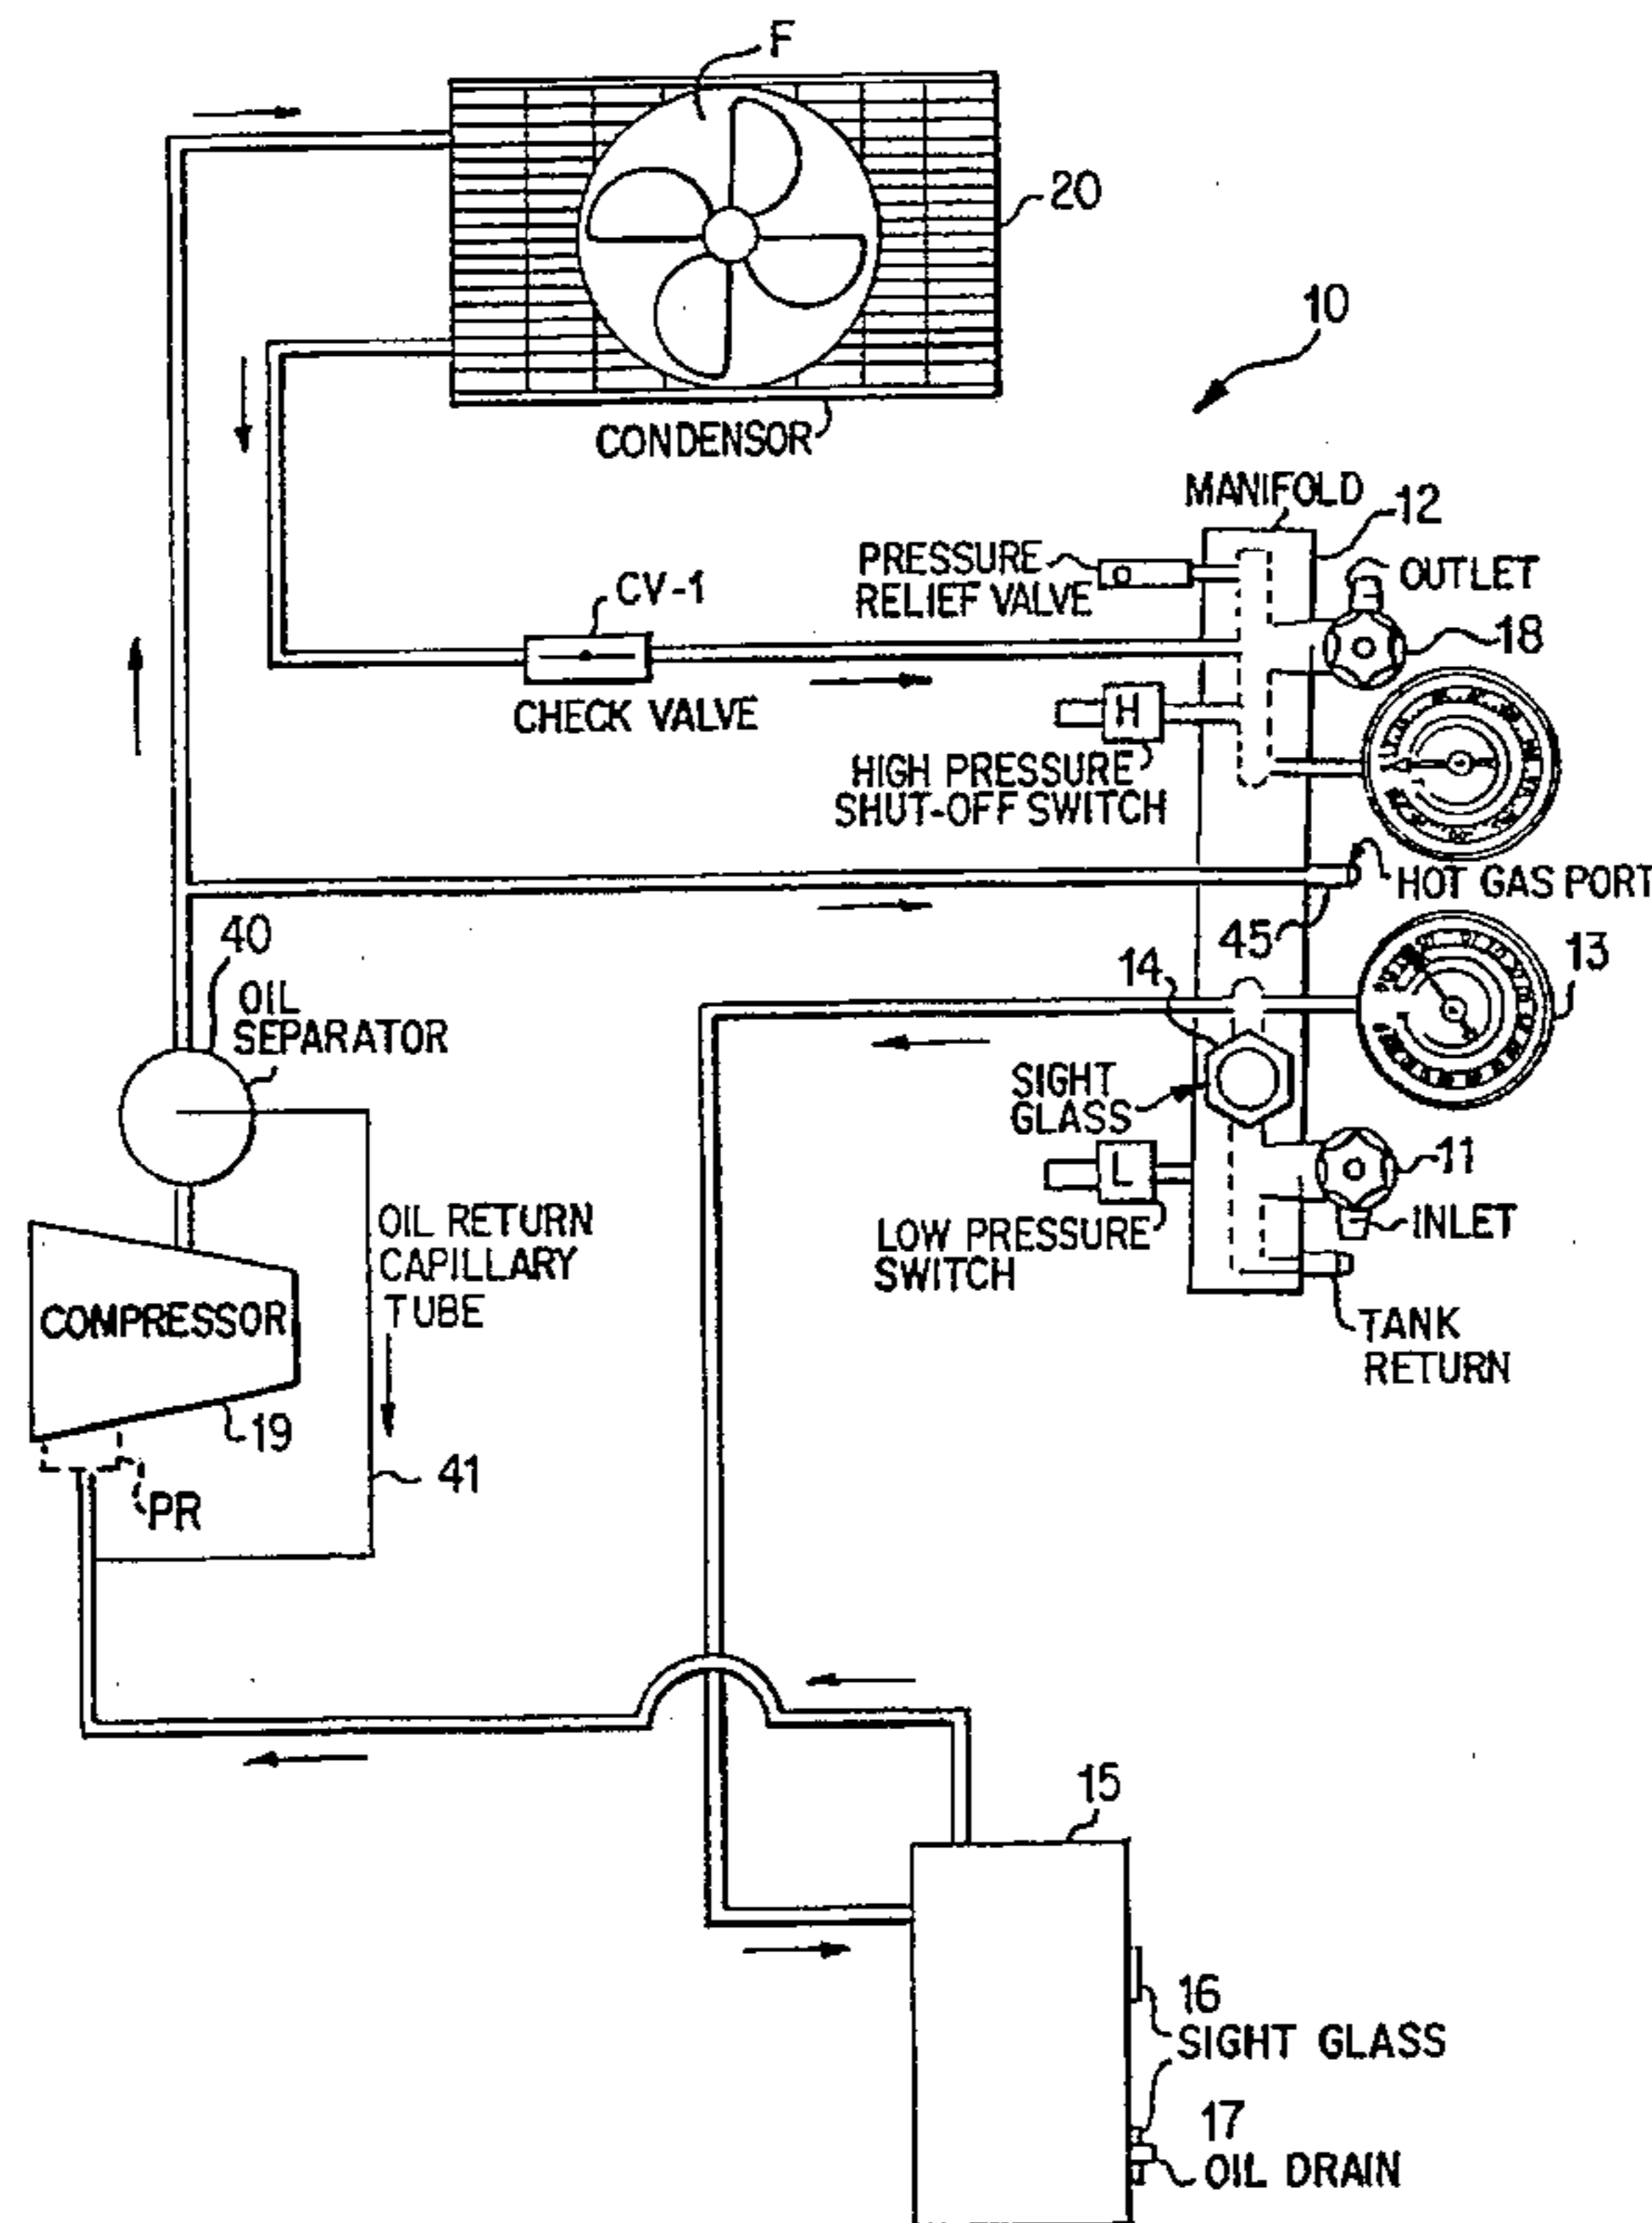 F
20
10
CONDENSOR
MANIFOLD
12
PRESSURE
RELIEF VALVE
OUTLET
CV-1
18
CHECK VALVE
H
HIGH PRESSURE
SHUT-OFF SWITCH
HOT GAS PORT
45
40
OIL
SEPARATOR
14
13
SIGHT
GLASS
L
11
INLET
LOW PRESSURE
SWITCH
OIL RETURN
CAPILLARY
TUBE
TANK
RETURN
COMPRESSOR
19
41
PR
15
16
SIGHT GLASS
17
OIL DRAIN